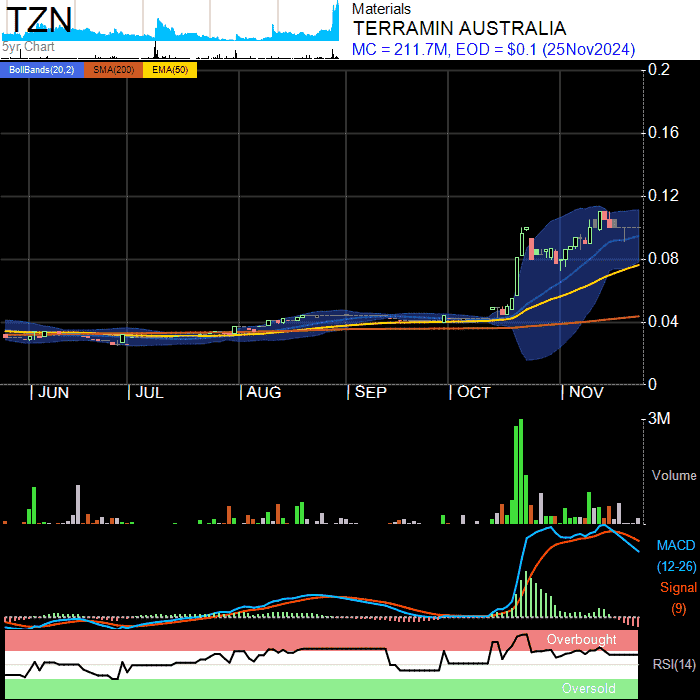 TZN
5yr Chart
Materials
TERRAMIN AUSTRALIA
MC = 211.7M, EOD = $0.1 (25Nov2024)
BollBands(20,2) SMA(200) EMA(50)
0.2
0.16
0.12
0.08
0.04
0
JUN JUL AUG SEP OCT NOV
3M
Volume
MACD
(12-26)
Signal
(9)
Overbought
RSI(14)
Oversold